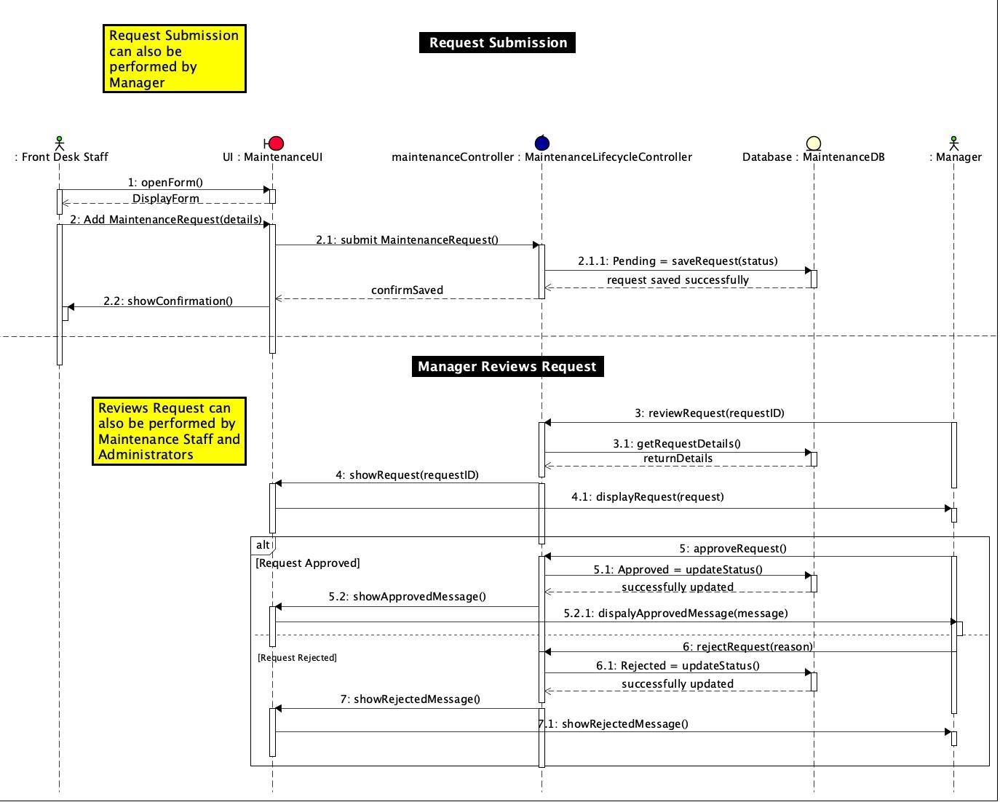 Request Submission
can also be
performed by
Manager
Request Submission
: Front Desk Staff
UI : MaintenanceUI
maintenanceController : MaintenanceLifecycleController
Database : MaintenanceDB
: Manager
1: openForm()
DisplayForm
2: Add MaintenanceRequest(details)
2.1: submit MaintenanceRequest()
2.1.1: Pending = saveRequest(status)
request saved successfully
confirmSaved
2.2: showConfirmation()
Manager Reviews Request
Reviews Request can
also be performed by
Maintenance Staff and
Administrators
3: reviewRequest(requestID)
3.1: getRequestDetails()
returnDetails
4: showRequest(requestID)
4.1: displayRequest(request)
alt
[Request Approved]
5: approveRequest()
5.1: Approved = updateStatus()
successfully updated
5.2: showApprovedMessage()
5.2.1: dispalyApprovedMessage(message)
6: rejectRequest(reason)
[Request Rejected]
6.1: Rejected = updateStatus()
successfully updated
7: showRejectedMessage()
7.1: showRejectedMessage()